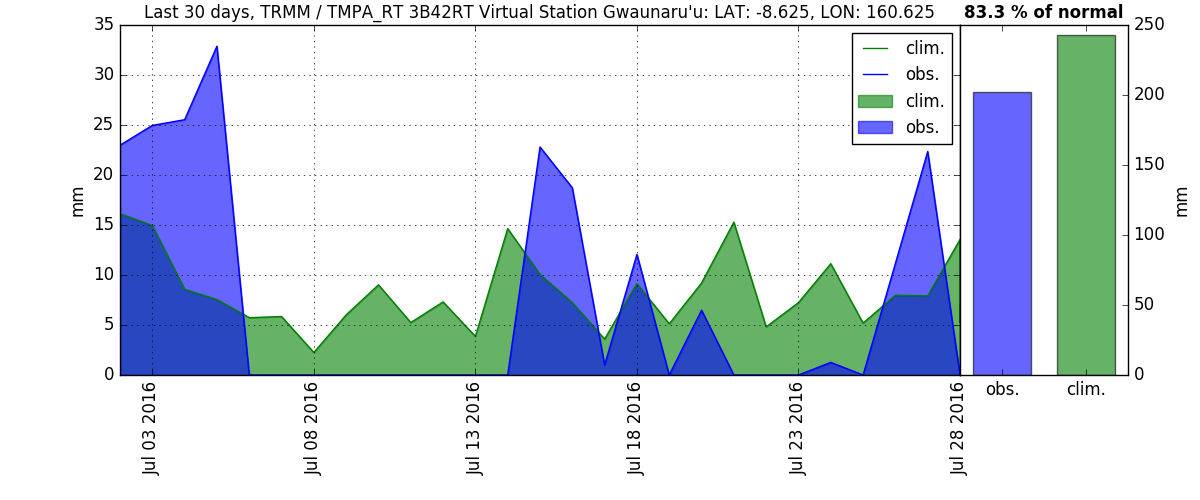 Last 30 days, TRMM / TMPA_RT 3B42RT Virtual Station Gwaunaru'u: LAT: -8.625, LON: 160.625
83.3 % of normal
35
30
25
20
15
10
5
0
mm
clim.
obs.
clim.
obs.
Jul 03 2016
Jul 08 2016
Jul 13 2016
Jul 18 2016
Jul 23 2016
Jul 28 2016
250
200
150
100
50
0
mm
obs.
clim.